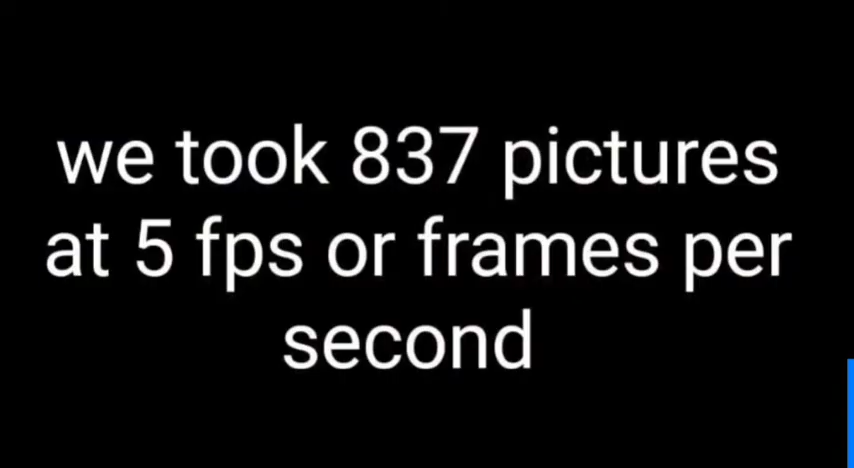 we took 837 pictures
at 5 fps or frames per
second